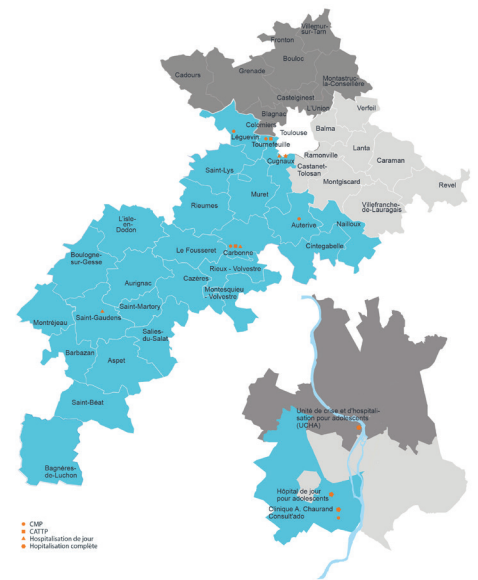 Villemur-
sur-Tarn
Fronton
Bouloc
Grenade
Cadours
Montastruc-
la-Conseillère
Castelginest
L'Union
Verfeil
Blagnac
Colomiers
Toulouse
Balma
Léguevin
Tournefeuille
Lanta
Cugnaux
Ramonville
Castanet-
Tolosan
Caraman
Saint-Lys
Montgiscard
Revel
Muret
Rieumes
Villefranche-
de-Lauragais
L'Isle-
en-
Dodon
Auterive
Nailloux
Cintegabelle
Le Fousseret
Carbonne
Boulogne-
sur-Gesse
Rieux - Volvestre
Aurignac
Cazères
Montesquieu
- Volvestre
Saint-Martory
Montréjeau
Saint-Gaudens
Salies-
du-Salat
Barbazan
Aspet
Saint-Béat
Bagnères-
de-Luchon
Unité de crise et d'hospitali-
sation pour adolescents
(UCHA)
Hôpital de jour
pour adolescents
Clinique A. Chaurand
Consult'ado
CMP
CATTP
Hospitalisation de jour
Hopitalisation complète